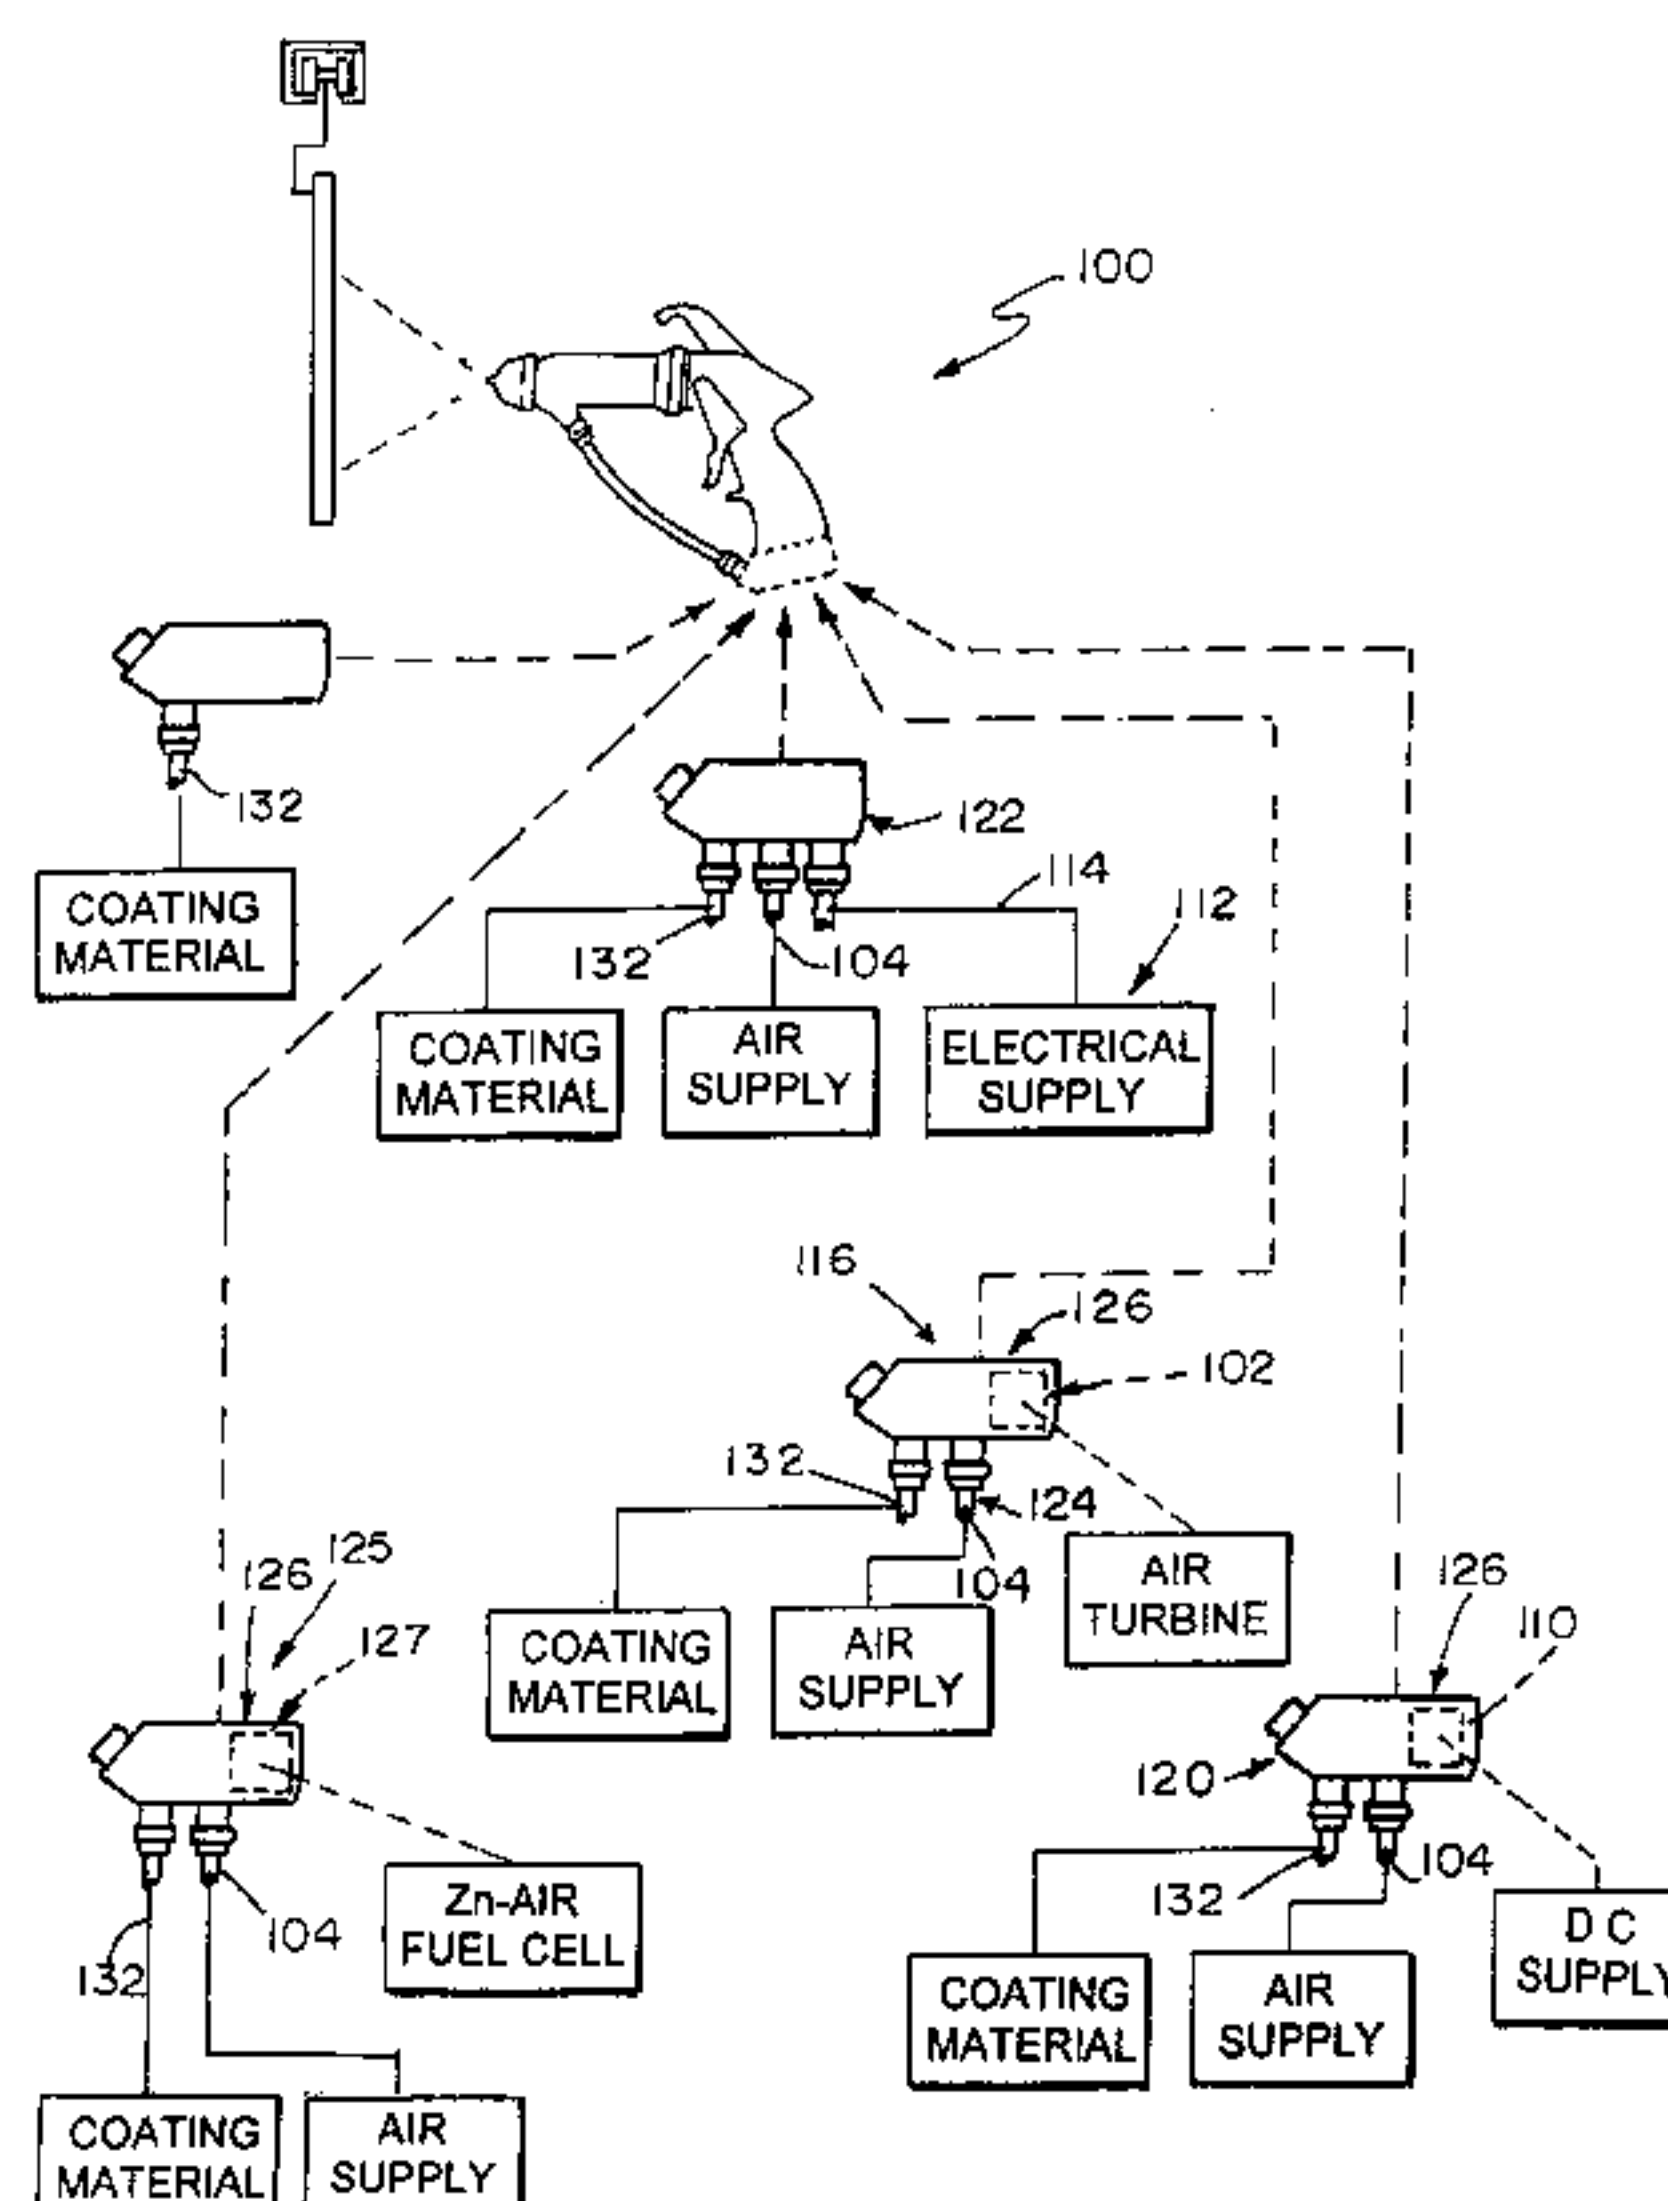 100
132
COATING
MATERIAL
122
114
112
132
104
COATING
MATERIAL
AIR
SUPPLY
ELECTRICAL
SUPPLY
116
126
102
132
124
104
COATING
MATERIAL
AIR
SUPPLY
AIR
TURBINE
125
126
127
104
132
Zn-AIR
FUEL CELL
COATING
MATERIAL
AIR
SUPPLY
126
110
120
132
104
COATING
MATERIAL
AIR
SUPPLY
DC
SUPPLY